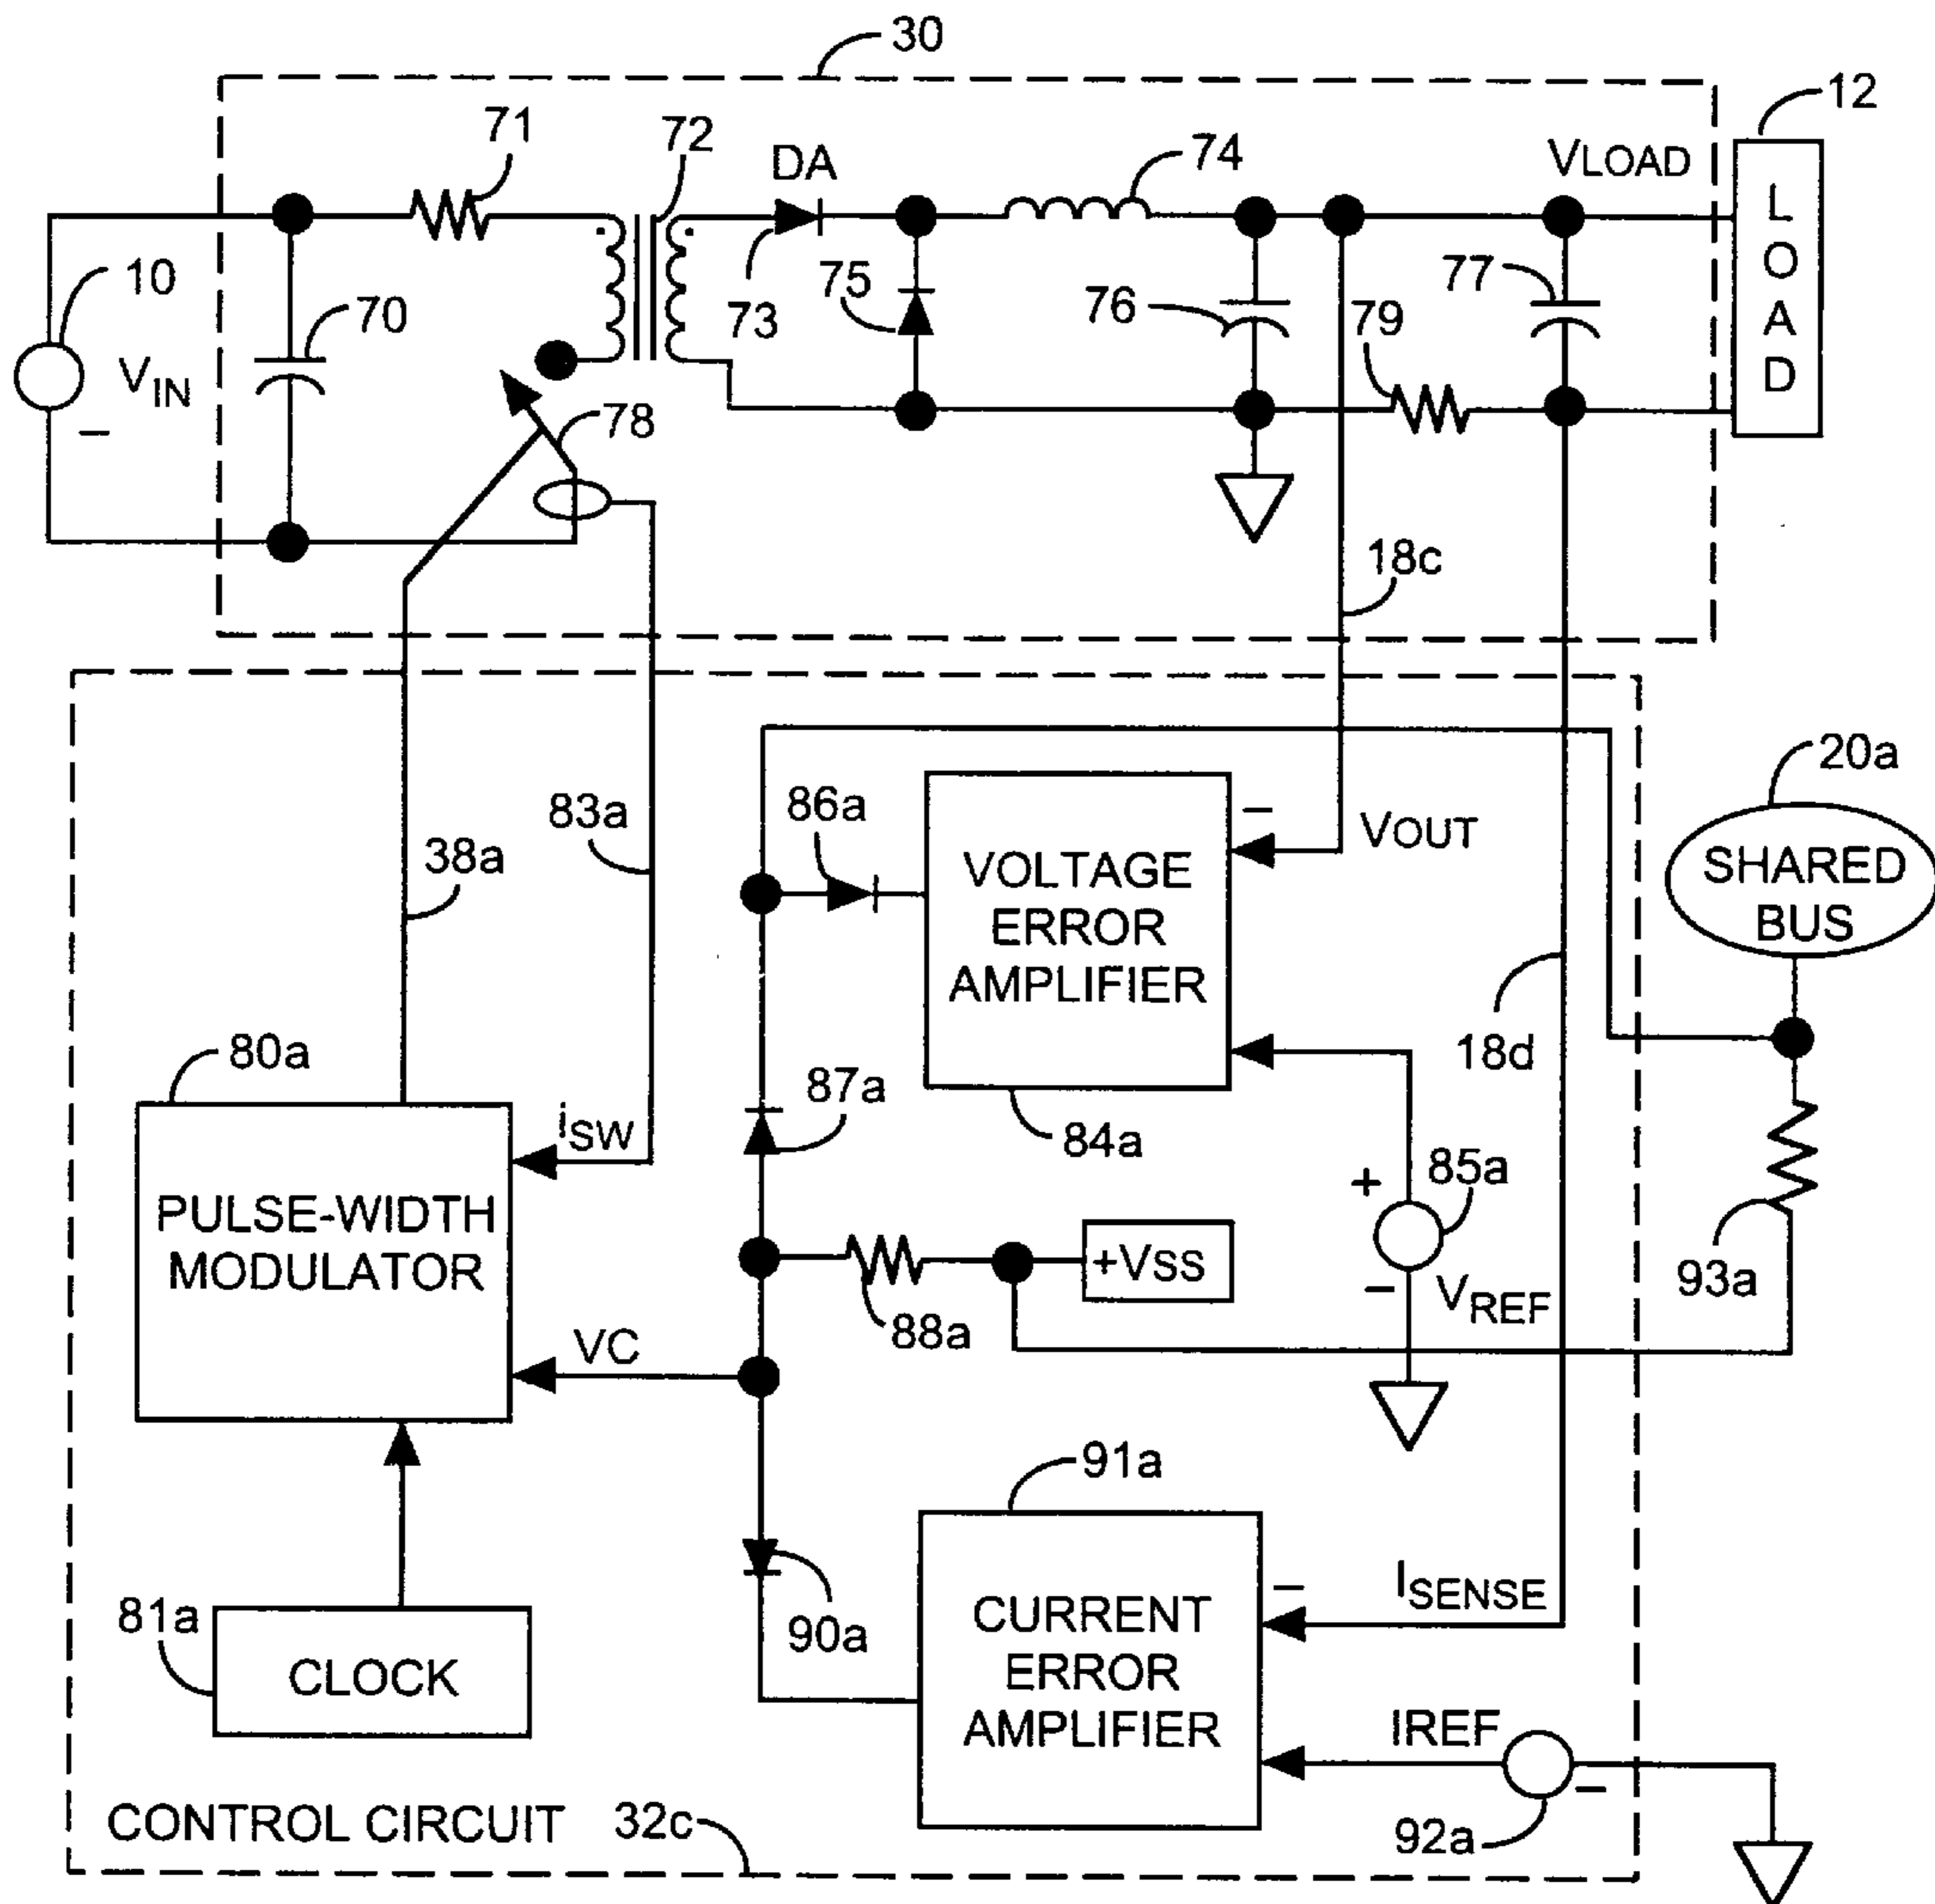 30
12
71
72
DA
74
VLOAD
L
O
A
D
10
VIN
−
70
73
75
76
79
77
78
18c
20a
SHARED
BUS
83a
86a
−
VOUT
38a
VOLTAGE
ERROR
AMPLIFIER
18d
80a
87a
84a
iSW
85a
+
93a
PULSE-WIDTH
MODULATOR
+VSS
−
VREF
88a
VC
91a
81a
CLOCK
90a
CURRENT
ERROR
AMPLIFIER
−
ISENSE
IREF
−
92a
CONTROL CIRCUIT
32c